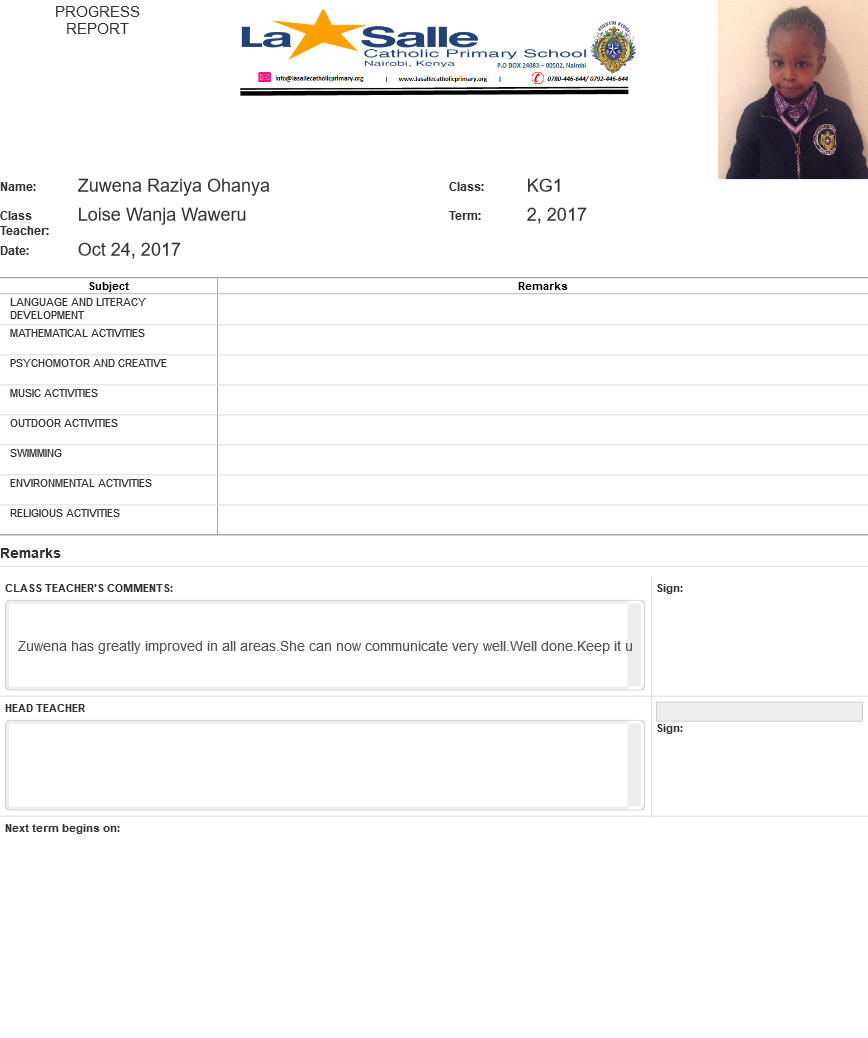 PROGRESS
REPORT
La Salle
Catholic Primary School
Nairobi, Kenya
P.O BOX 24083 – 00502, Nairobi
info@lasallecatholicprimary.org | www.lasallecatholicprimary.org | 0780-446-644/ 0792-446-644
Name: Zuwena Raziya Ohanya Class: KG1
Class Teacher: Loise Wanja Waweru Term: 2, 2017
Date: Oct 24, 2017
Subject Remarks
LANGUAGE AND LITERACY
DEVELOPMENT
MATHEMATICAL ACTIVITIES
PSYCHOMOTOR AND CREATIVE
MUSIC ACTIVITIES
OUTDOOR ACTIVITIES
SWIMMING
ENVIRONMENTAL ACTIVITIES
RELIGIOUS ACTIVITIES
Remarks
CLASS TEACHER'S COMMENTS: Sign:
Zuwena has greatly improved in all areas.She can now communicate very well.Well done.Keep it u
HEAD TEACHER
Sign:
Next term begins on: